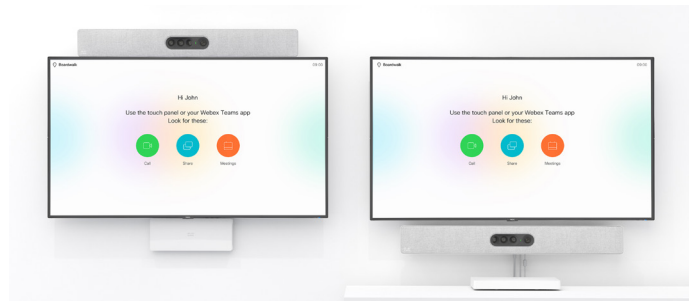 Boardwalk
09:00
Hi John
Use the touch panel or your Webex Teams app
Look for these:
Call
Share
Meetings
Boardwalk
09:00
Hi John
Use the touch panel or your Webex Teams app
Look for these:
Call
Share
Meetings